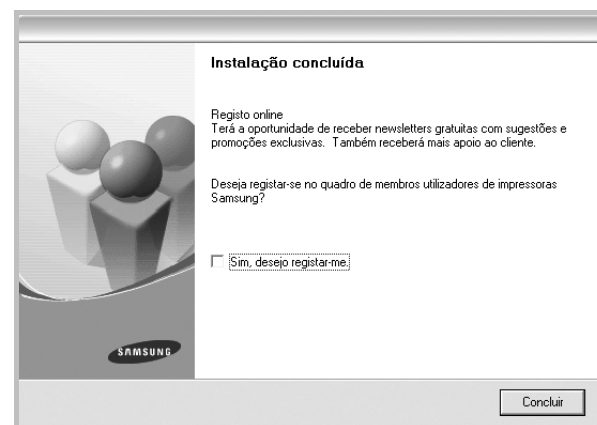 Instalação concluída
Registo online
Terá a oportunidade de receber newsletters gratuitas com sugestões e
promoções exclusivas. Também receberá mais apoio ao cliente.
Deseja registar-se no quadro de membros utilizadores de impressoras
Samsung?
Sim, desejo registar-me.
SAMSUNG
Concluir